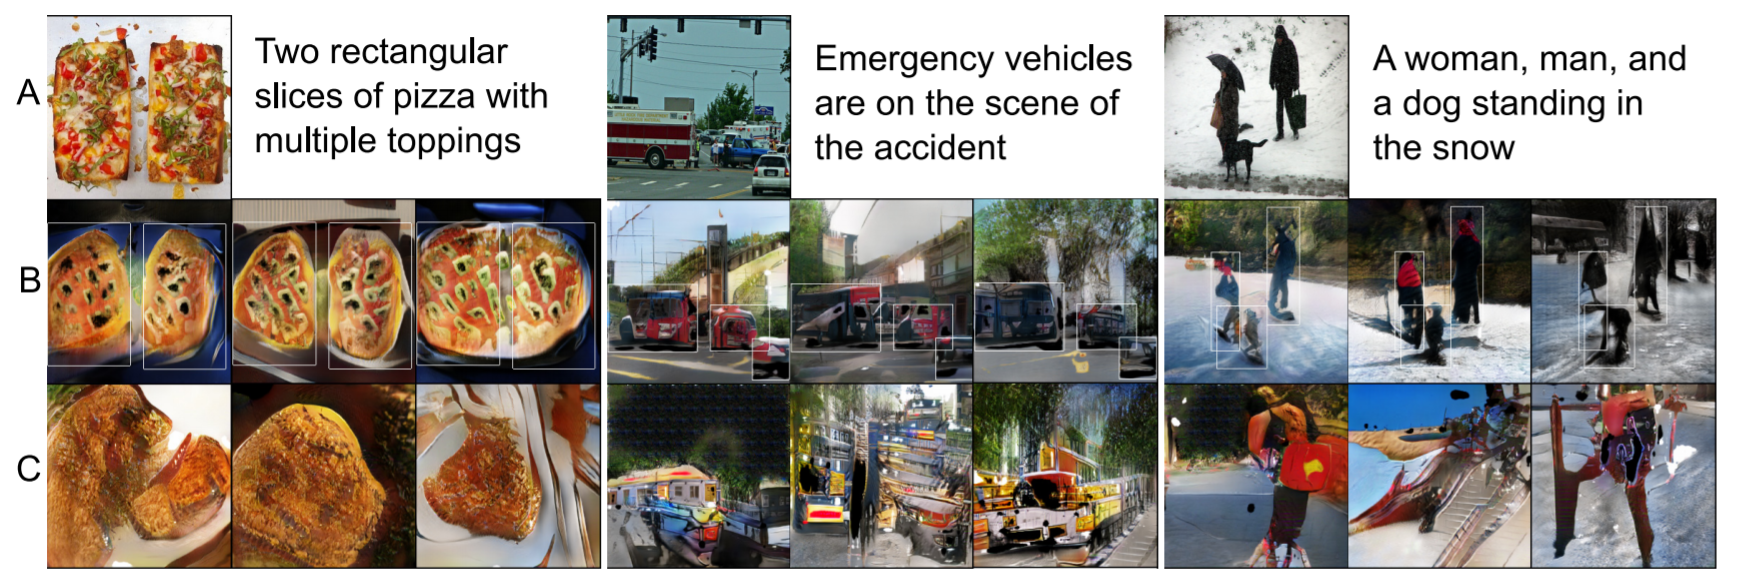 A
Two rectangular
slices of pizza with
multiple toppings
Emergency vehicles
are on the scene of
the accident
A woman, man, and
a dog standing in
the snow
B
C